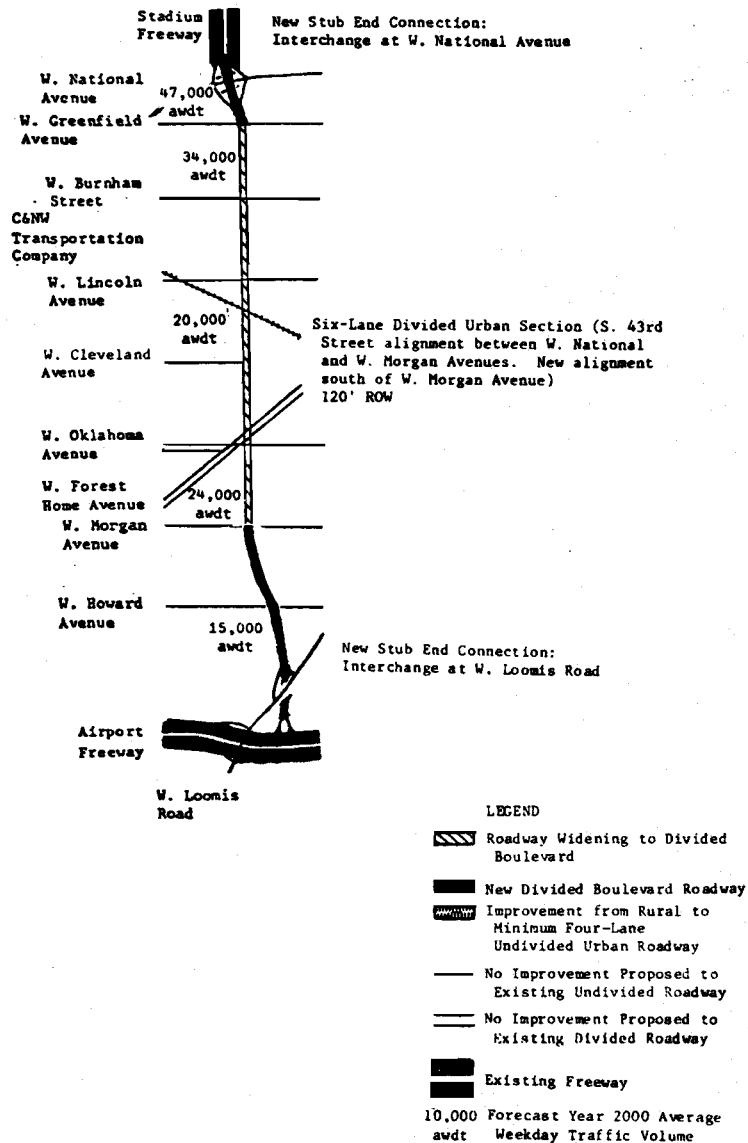 Stadium
Freeway
New Stub End Connection:
Interchange at W. National Avenue
W. National
Avenue
47,000
awdt
W. Greenfield
Avenue
34,000
awdt
W. Burnham
Street
C&NW
Transportation
Company
W. Lincoln
Avenue
20,000
awdt
Six-Lane Divided Urban Section (S. 43rd
Street alignment between W. National
and W. Morgan Avenues. New alignment
south of W. Morgan Avenue)
120' ROW
W. Cleveland
Avenue
W. Oklahoma
Avenue
W. Forest
Home Avenue
24,000
awdt
W. Morgan
Avenue
W. Howard
Avenue
15,000
awdt
New Stub End Connection:
Interchange at W. Loomis Road
Airport
Freeway
W. Loomis
Road
LEGEND
Roadway Widening to Divided
Boulevard
New Divided Boulevard Roadway
Improvement from Rural to
Minimum Four-Lane
Undivided Urban Roadway
No Improvement Proposed to
Existing Undivided Roadway
No Improvement Proposed to
Existing Divided Roadway
Existing Freeway
10,000 Forecast Year 2000 Average
awdt Weekday Traffic Volume